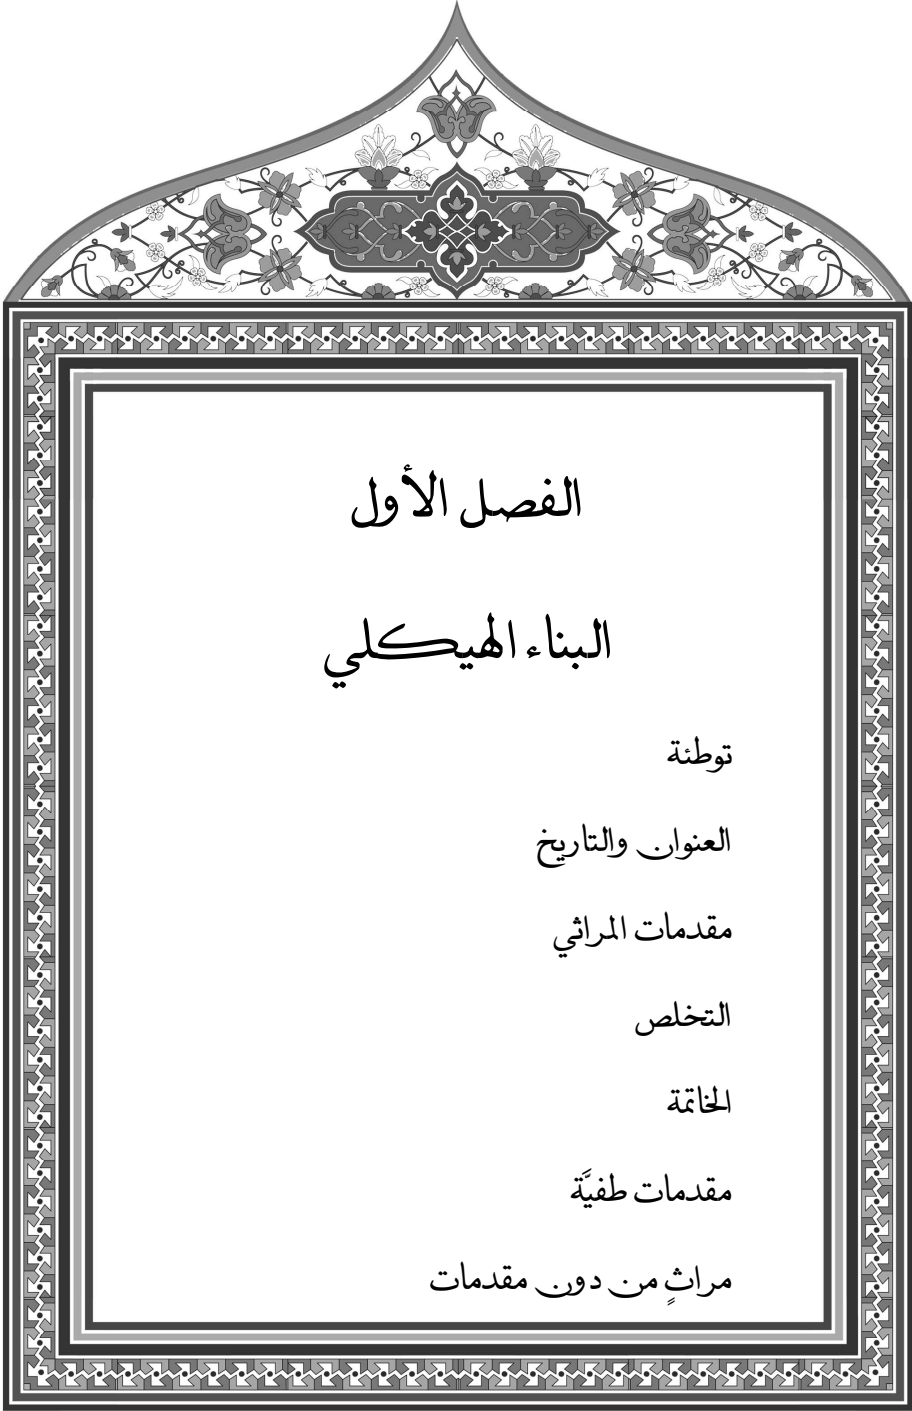 الفصل الأول
البناء الهيكلي
توطئة
العنوان والتاريخ
مقدمات المراثي
التخلص
الخاتمة
مقدمات طفيَّة
مراثٍ من دون مقدمات